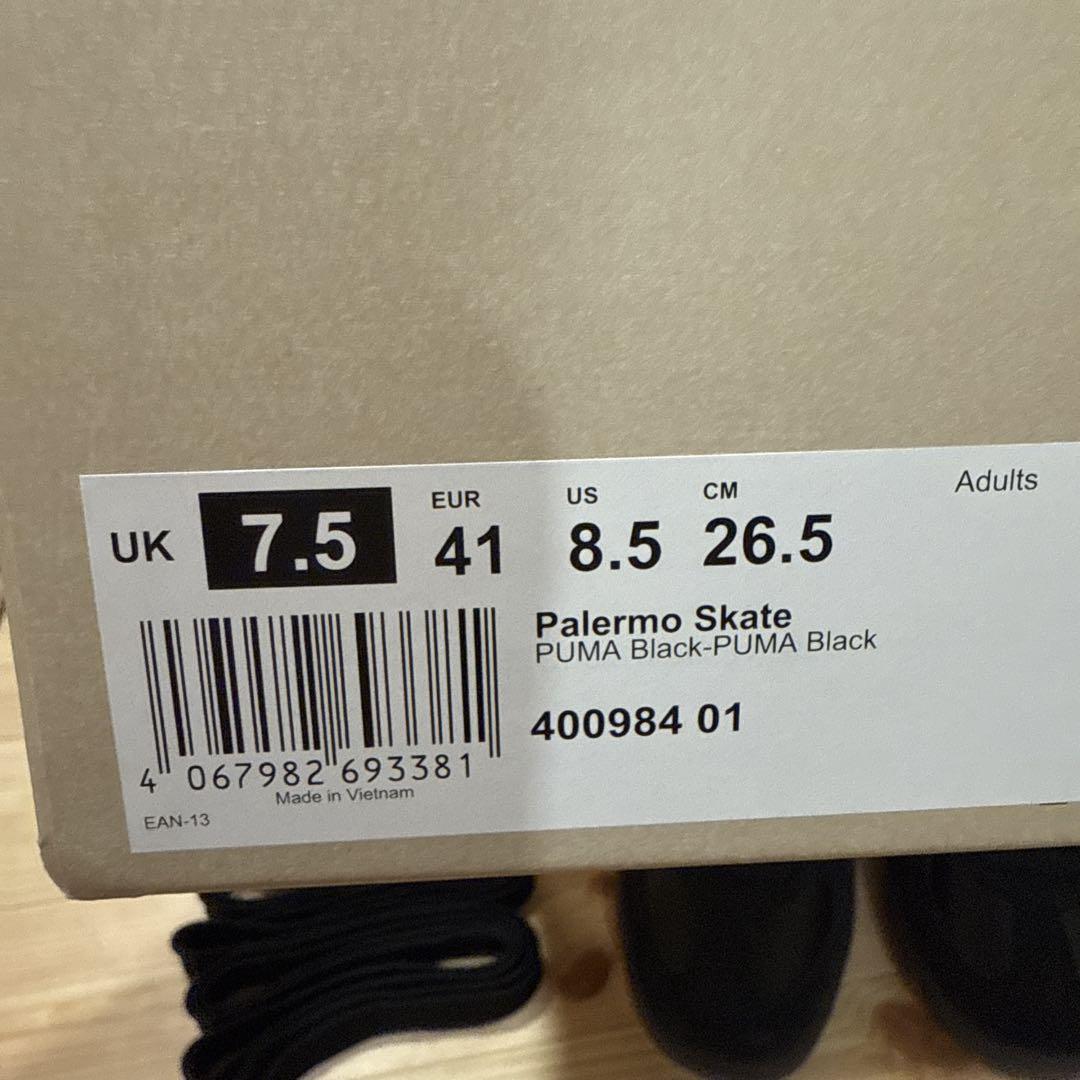 UK 7.5 EUR 41 US 8.5 CM 26.5 Adults
Palermo Skate
PUMA Black-PUMA Black
400984 01
4 067982 693381
Made in Vietnam
EAN-13